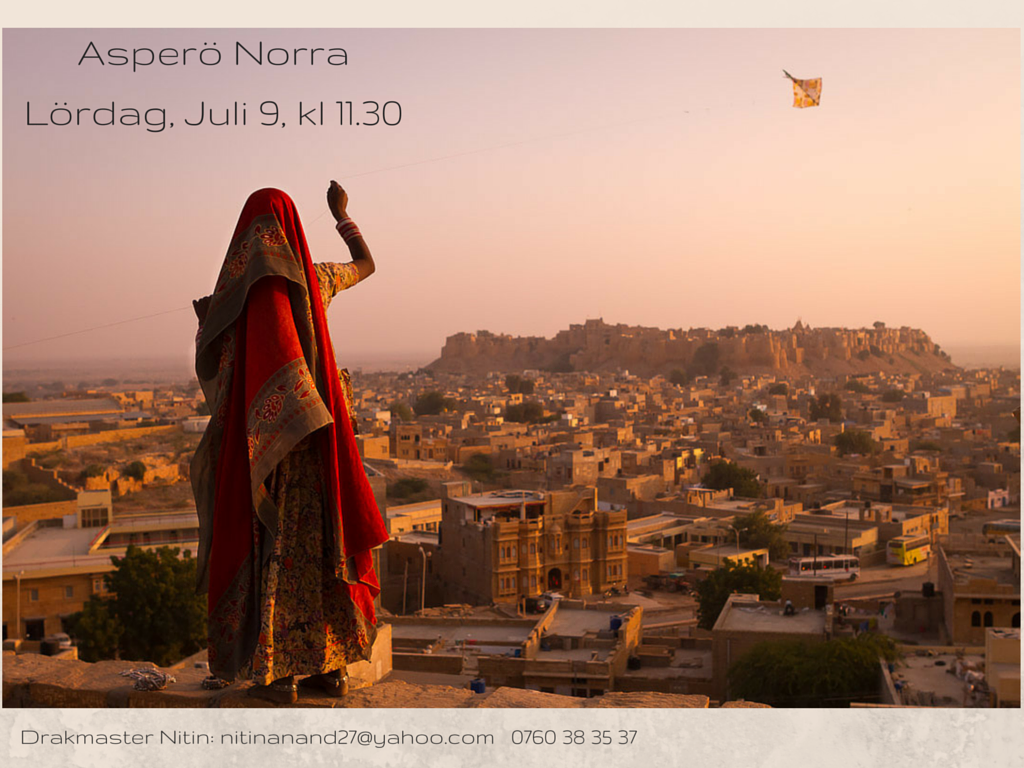 Asperö Norra
Lördag, Juli 9, kl 11.30
Drakmaster Nitin: nitinanand27@yahoo.com 0760 38 35 37